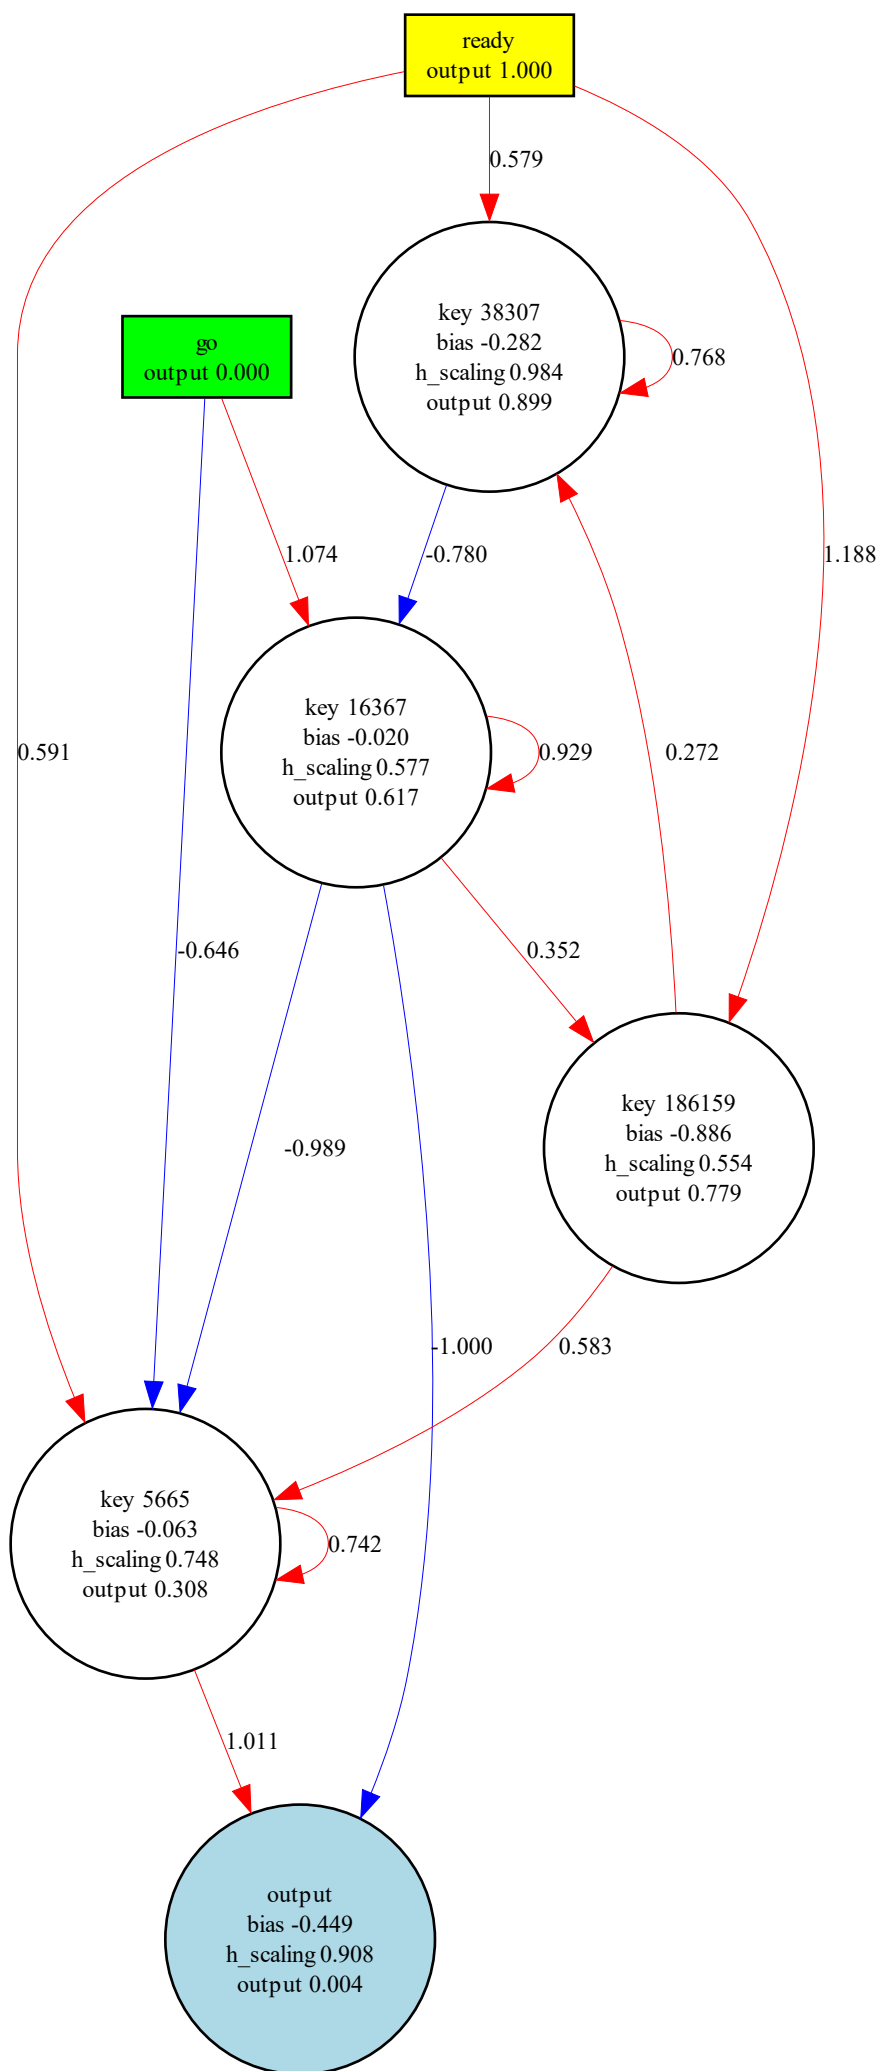 ready
output 1.000
0.579
go
output 0.000
key 38307
bias -0.282
h_scaling 0.984
output 0.899
0.768
1.074
-0.780
1.188
key 16367
bias -0.020
h_scaling 0.577
output 0.617
0.929
0.272
0.591
-0.646
0.352
-0.989
key 186159
bias -0.886
h_scaling 0.554
output 0.779
-1.000
0.583
key 5665
bias -0.063
h_scaling 0.748
output 0.308
0.742
1.011
output
bias -0.449
h_scaling 0.908
output 0.004